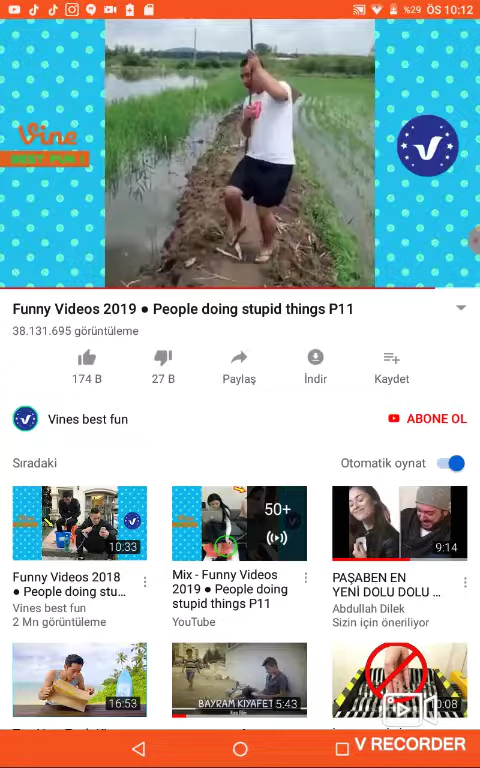 %29 ÖS 10:12
Vine
BEST FUN !
Funny Videos 2019 ● People doing stupid things P11
38.131.695 görüntüleme
174 B
27 B
Paylaş
İndir
Kaydet
Vines best fun
ABONE OL
Sıradaki
Otomatik oynat
10:33
50+
9:14
Funny Videos 2018
● People doing stu...
Vines best fun
2 Mn görüntüleme
Mix - Funny Videos
2019 ● People doing
stupid things P11
YouTube
PAŞABEN EN
YENİ DOLU DOLU ...
Abdullah Dilek
Sizin için öneriliyor
16:53
BAYRAM KIYAFET
5:43
0:08
V RECORDER